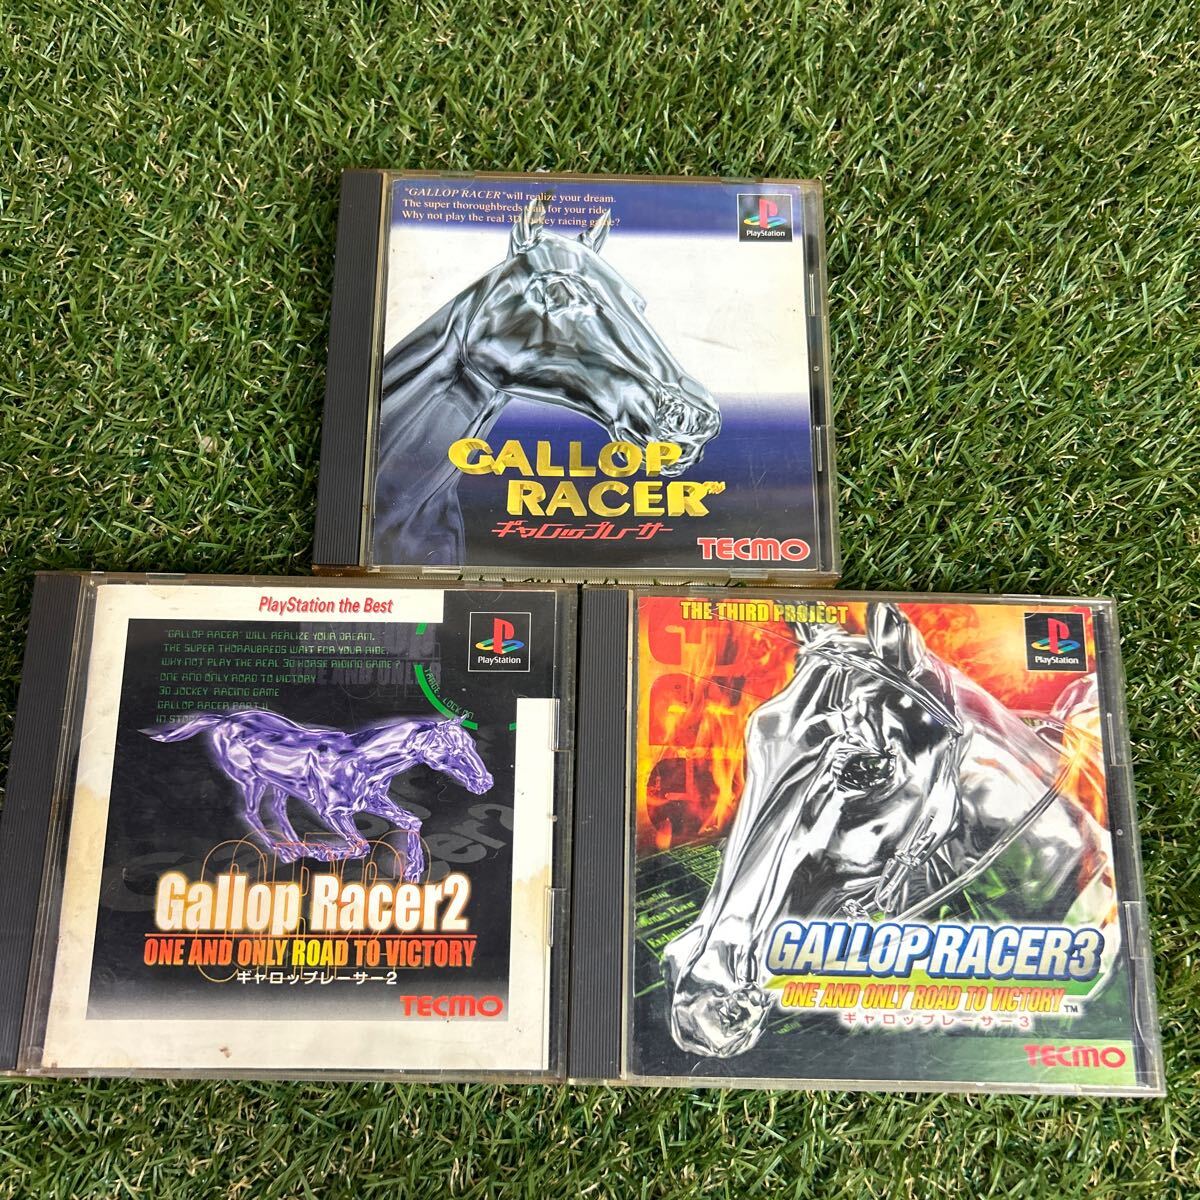 "GALLOP RACER" will realize your dream.
The super thoroughbreds wait for your ride.
Why not play the real 3D jockey racing game?
PlayStation
GALLOP
RACER™
ギャロップレーサー
TECMO
PlayStation the Best
"GALLOP RACER" WILL REALIZE YOUR DREAM.
THE SUPER THORAUBREDS WAIT FOR YOUR RIDE.
WHY NOT PLAY THE REAL 3D HORSE RIDING GAME?
ONE AND ONLY ROAD TO VICTORY
3D JOCKEY RACING GAME
GALLOP RACER PART II
PlayStation
Gallop Racer2
ONE AND ONLY ROAD TO VICTORY
ギャロップレーサー2
TECMO
THE THIRD PROJECT
PlayStation
GALLOP RACER3
ONE AND ONLY ROAD TO VICTORY™
ギャロップレーサー3
TECMO